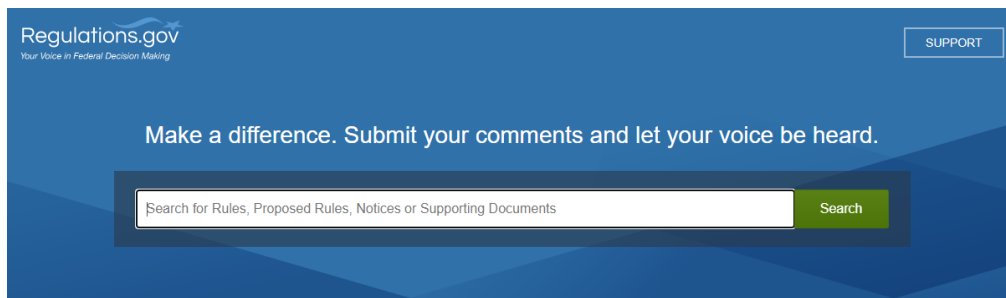 Regulations.gov
Your Voice in Federal Decision Making
SUPPORT
Make a difference. Submit your comments and let your voice be heard.
Search for Rules, Proposed Rules, Notices or Supporting Documents
Search